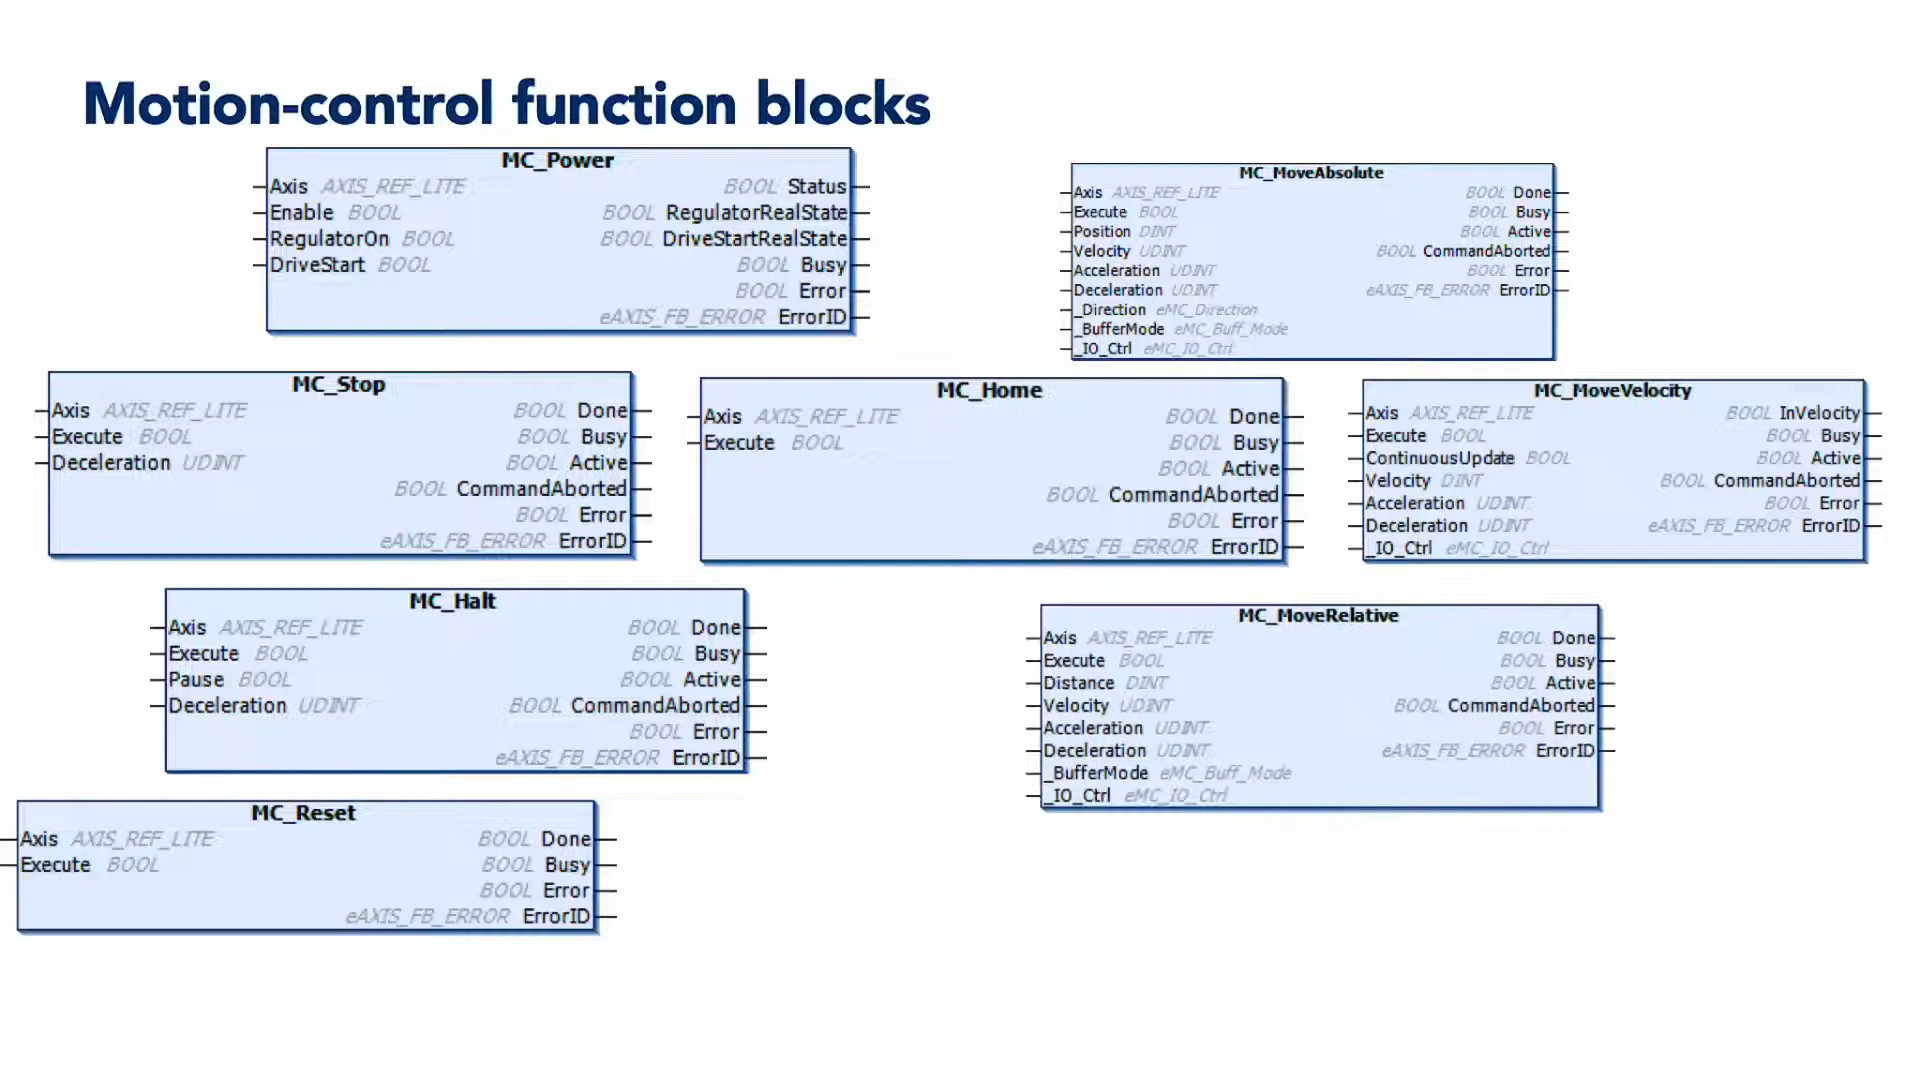 Motion-control function blocks
MC_Power
Axis AXIS_REF_LITE BOOL Status
Enable BOOL BOOL RegulatorRealState
RegulatorOn BOOL BOOL DriveStartRealState
DriveStart BOOL BOOL Busy
BOOL Error
eAXIS_FB_ERROR ErrorID
MC_MoveAbsolute
Axis AXIS_REF_LITE BOOL Done
Execute BOOL BOOL Busy
Position DINT BOOL Active
Velocity UDINT BOOL CommandAborted
Acceleration UDINT BOOL Error
Deceleration UDINT eAXIS_FB_ERROR ErrorID
_Direction eMC_Direction
_BufferMode eMC_Buff_Mode
_IO_Ctrl eMC_IO_Ctrl
MC_Stop
Axis AXIS_REF_LITE BOOL Done
Execute BOOL BOOL Busy
Deceleration UDINT BOOL Active
BOOL CommandAborted
BOOL Error
eAXIS_FB_ERROR ErrorID
MC_Home
Axis AXIS_REF_LITE BOOL Done
Execute BOOL BOOL Busy
BOOL Active
BOOL CommandAborted
BOOL Error
eAXIS_FB_ERROR ErrorID
MC_MoveVelocity
Axis AXIS_REF_LITE BOOL InVelocity
Execute BOOL BOOL Busy
ContinuousUpdate BOOL BOOL Active
Velocity DINT BOOL CommandAborted
Acceleration UDINT BOOL Error
Deceleration UDINT eAXIS_FB_ERROR ErrorID
_IO_Ctrl eMC_IO_Ctrl
MC_Halt
Axis AXIS_REF_LITE BOOL Done
Execute BOOL BOOL Busy
Pause BOOL BOOL Active
Deceleration UDINT BOOL CommandAborted
BOOL Error
eAXIS_FB_ERROR ErrorID
MC_MoveRelative
Axis AXIS_REF_LITE BOOL Done
Execute BOOL BOOL Busy
Distance DINT BOOL Active
Velocity UDINT BOOL CommandAborted
Acceleration UDINT BOOL Error
Deceleration UDINT eAXIS_FB_ERROR ErrorID
_BufferMode eMC_Buff_Mode
_IO_Ctrl eMC_IO_Ctrl
MC_Reset
Axis AXIS_REF_LITE BOOL Done
Execute BOOL BOOL Busy
BOOL Error
eAXIS_FB_ERROR ErrorID